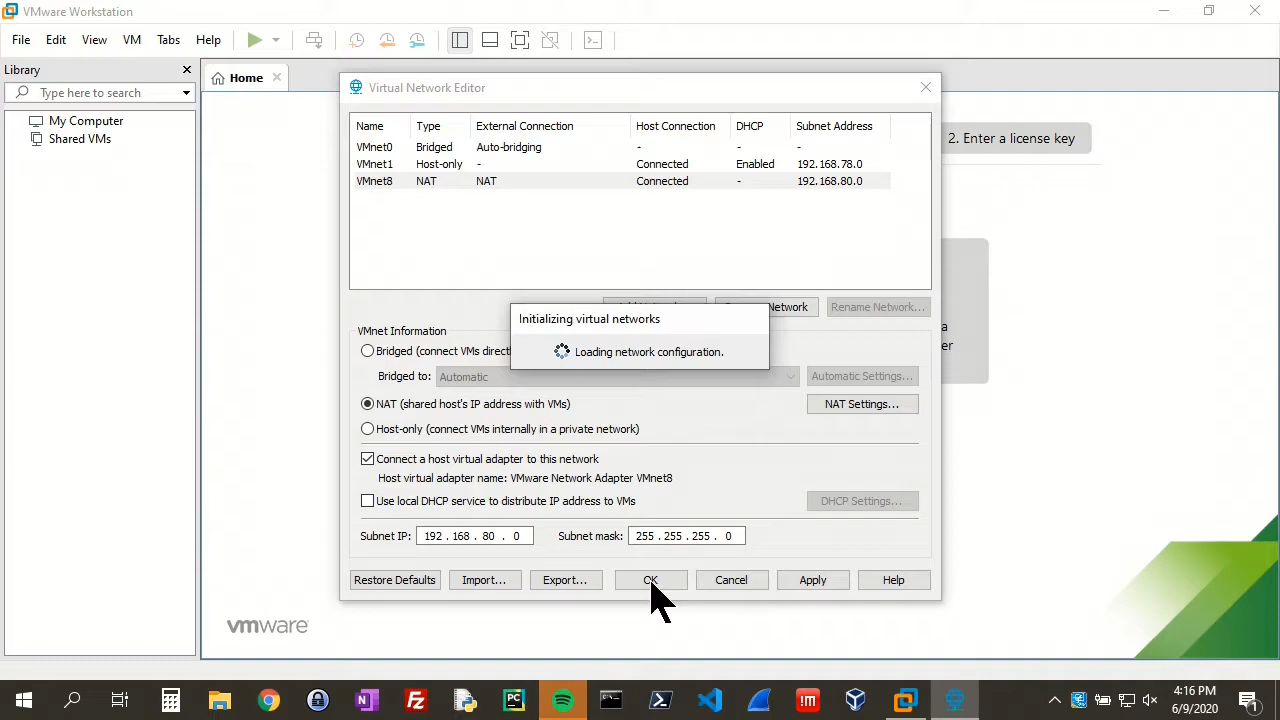 VMware Workstation
File Edit View VM Tabs Help
Library
Type here to search
My Computer
Shared VMs
Home
2. Enter a license key
Virtual Network Editor
Name Type External Connection Host Connection DHCP Subnet Address
VMnet0 Bridged Auto-bridging - - -
VMnet1 Host-only - Connected Enabled 192.168.78.0
VMnet8 NAT NAT Connected - 192.168.80.0
Network Rename Network...
Initializing virtual networks
Loading network configuration.
a
er
VMnet Information
Bridged (connect VMs
Bridged to: Automatic Automatic Settings...
NAT (shared host's IP address with VMs) NAT Settings...
Host-only (connect VMs internally in a private network)
Connect a host virtual adapter to this network
Host virtual adapter name: VMware Network Adapter VMnet8
Use local DHCP service to distribute IP address to VMs DHCP Settings...
Subnet IP: 192 . 168 . 80 . 0 Subnet mask: 255 . 255 . 255 . 0
Restore Defaults Import... Export... OK Cancel Apply Help
vmware
4:16 PM
6/9/2020